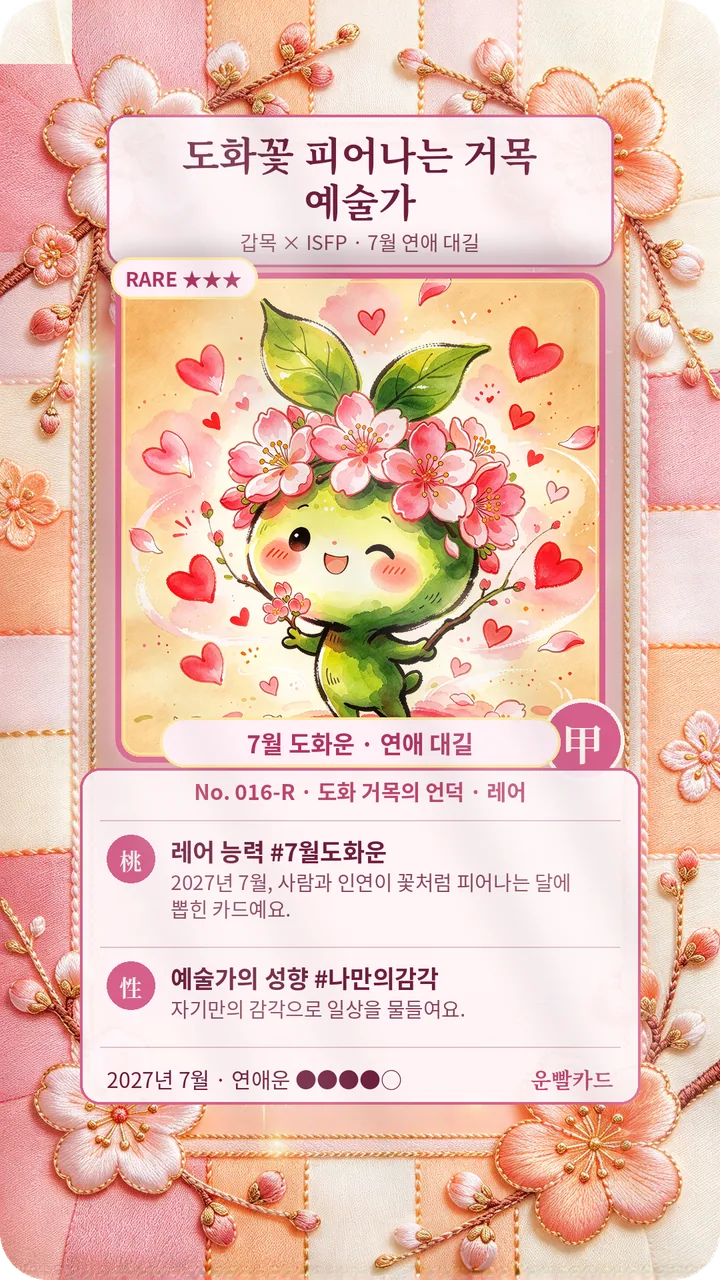 도화꽃 피어나는 거목
예술가
갑목 × ISFP · 7월 연애 대길
RARE ★★★
7월 도화운 · 연애 대길
甲
No. 016-R · 도화 거목의 언덕 · 레어
桃
레어 능력 #7월도화운
2027년 7월, 사람과 인연이 꽃처럼 피어나는 달에
뽑힌 카드예요.
性
예술가의 성향 #나만의감각
자기만의 감각으로 일상을 물들여요.
2027년 7월 · 연애운 ●●●●○
운빨카드